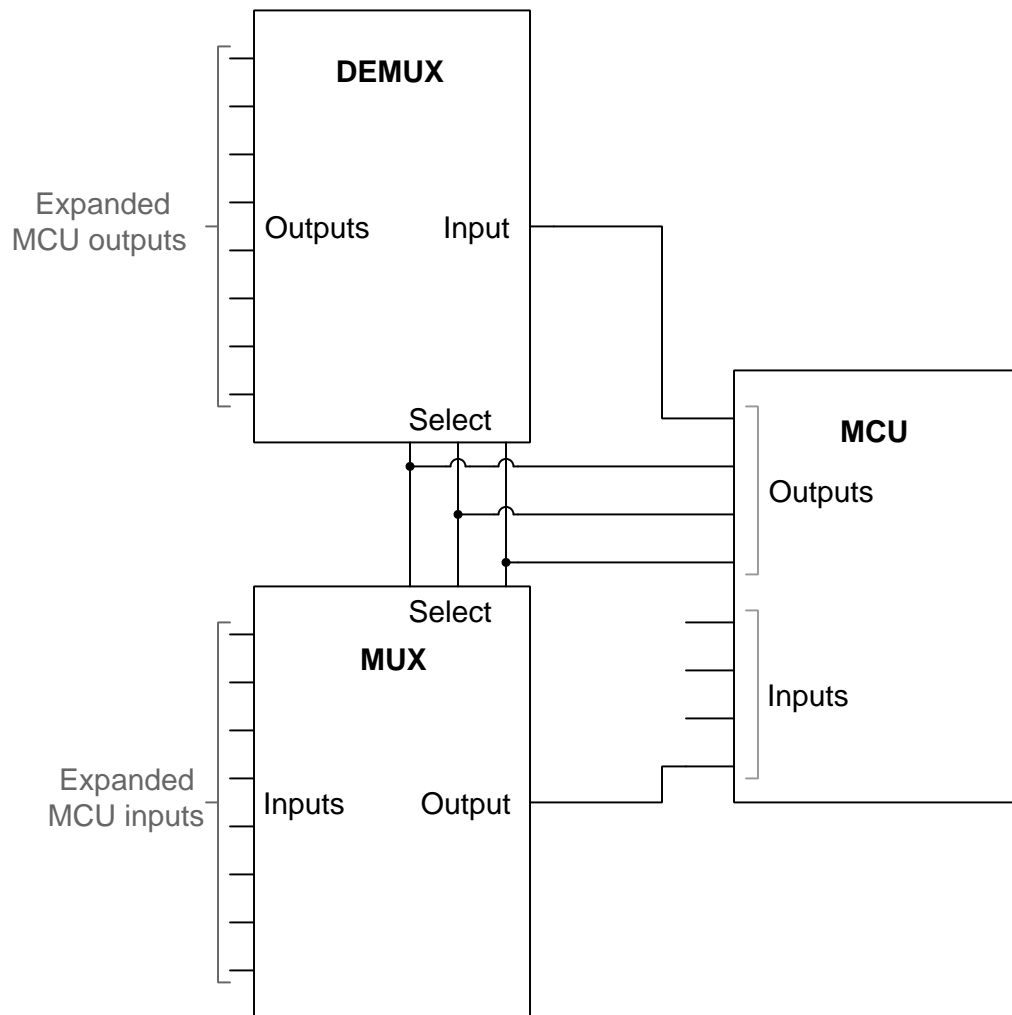 DEMUX
Expanded
MCU outputs
Outputs
Input
Select
MCU
Outputs
Select
MUX
Inputs
Expanded
MCU inputs
Inputs
Output